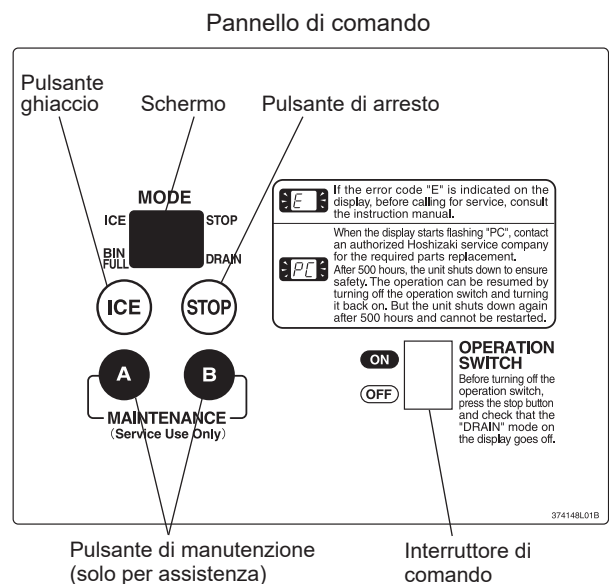 Pannello di comando
Pulsante
ghiaccio
Schermo
Pulsante di arresto
MODE
ICE
STOP
BIN
FULL
DRAIN
ICE
STOP
A
B
MAINTENANCE
(Service Use Only)
E
If the error code "E" is indicated on the
display, before calling for service, consult
the instruction manual.
PC
When the display starts flashing "PC", contact
an authorized Hoshizaki service company
for the required parts replacement.
After 500 hours, the unit shuts down to ensure
safety. The operation can be resumed by
turning off the operation switch and turning
it back on. But the unit shuts down again
after 500 hours and cannot be restarted.
ON
OFF
OPERATION
SWITCH
Before turning off the
operation switch,
press the stop button
and check that the
"DRAIN" mode on
the display goes off.
374148L01B
Pulsante di manutenzione
(solo per assistenza)
Interruttore di
comando